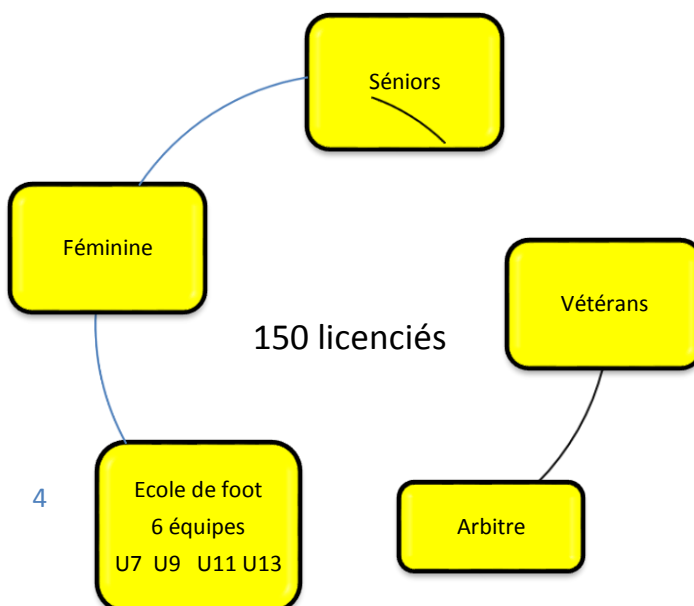 Séniors
Féminine
Vétérans
150 licenciés
4
Ecole de foot
6 équipes
U7 U9 U11 U13
Arbitre